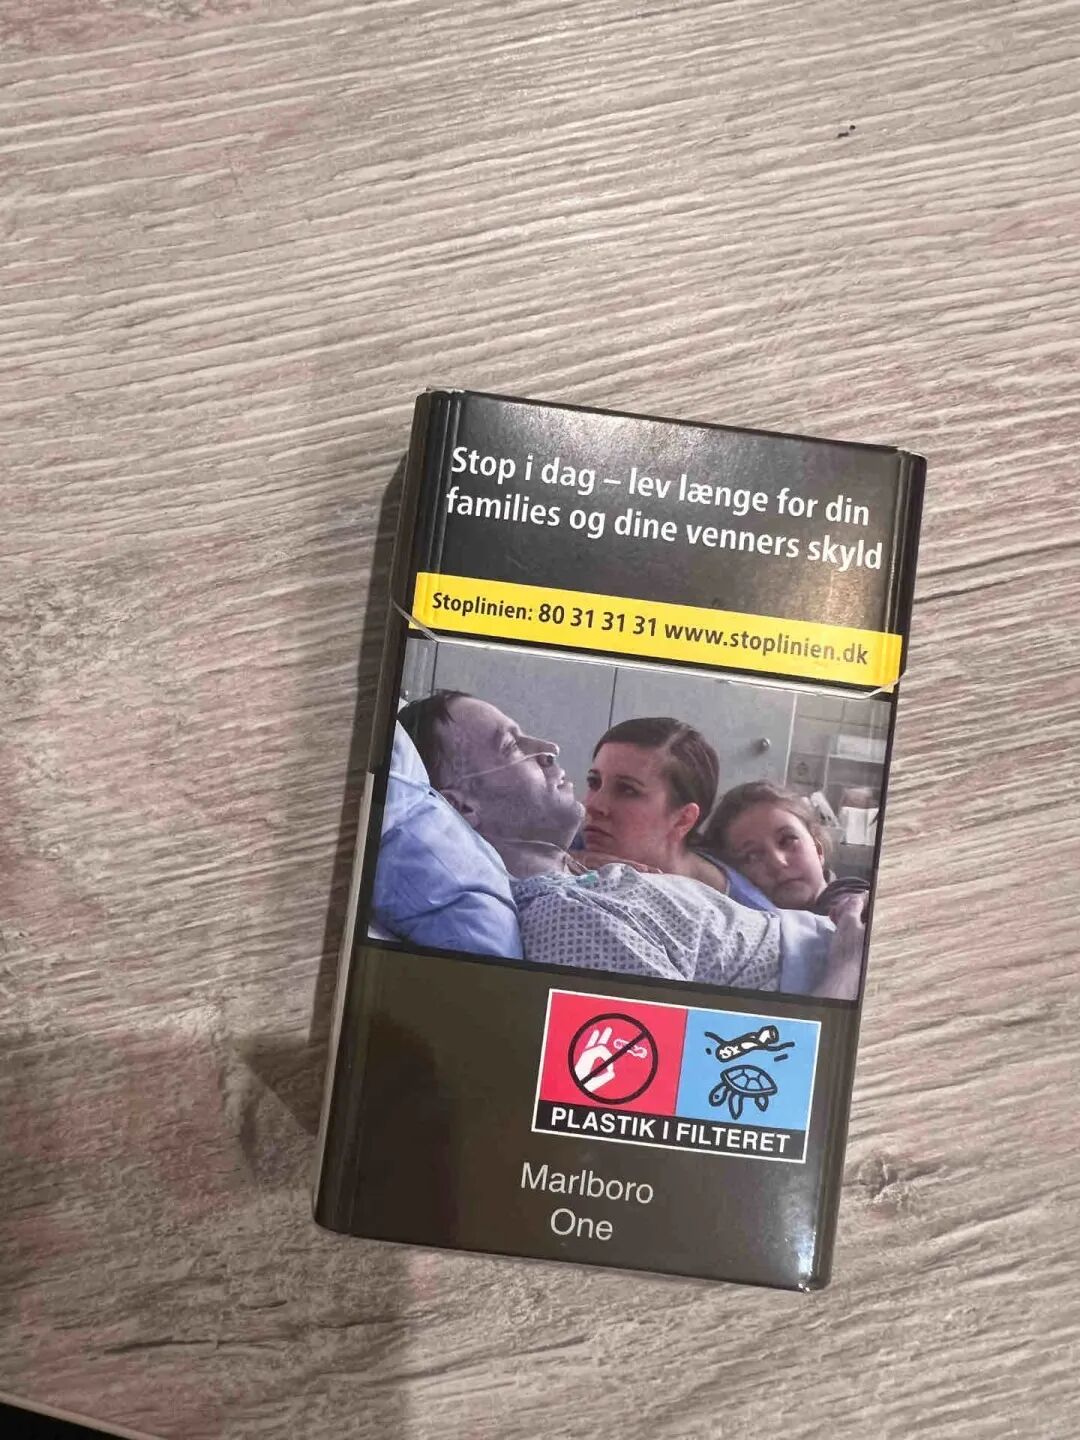 Stop i dag – lev længe for din
families og dine venners skyld
Stoplinien: 80 31 31 31 www.stoplinien.dk
PLASTIK I FILTERET
Marlboro
One